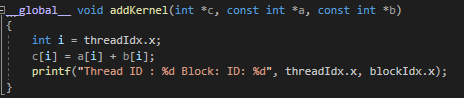 __global__ void addKernel(int *c, const int *a, const int *b)
{
int i = threadIdx.x;
c[i] = a[i] + b[i];
printf("Thread ID : %d Block: ID: %d", threadIdx.x, blockIdx.x);
}